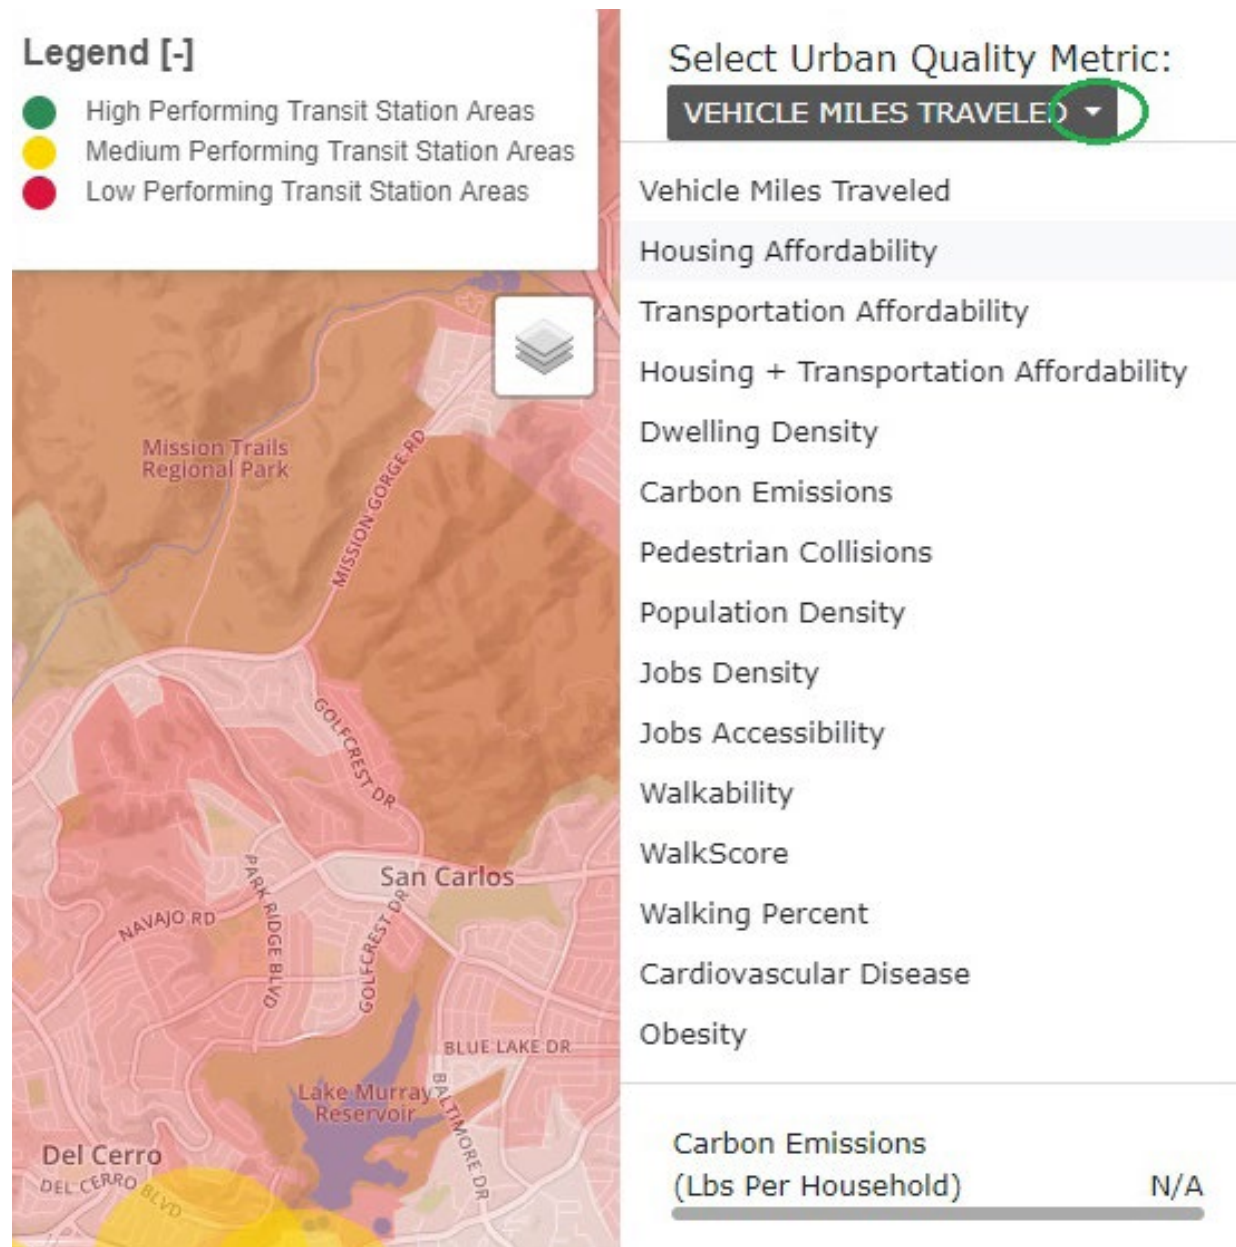 Legend [-]
High Performing Transit Station Areas
Medium Performing Transit Station Areas
Low Performing Transit Station Areas
Mission Trails
Regional Park
MISSION GORGE RD
GOLFCREST DR
San Carlos
PARK RIDGE BLVD
NAVAJO RD
GOLFCREST DR
BLUE LAKE DR
Lake Murray
Reservoir
BALTIMORE DR
Del Cerro
DEL CERRO BLVD
Select Urban Quality Metric:
VEHICLE MILES TRAVELED
Vehicle Miles Traveled
Housing Affordability
Transportation Affordability
Housing + Transportation Affordability
Dwelling Density
Carbon Emissions
Pedestrian Collisions
Population Density
Jobs Density
Jobs Accessibility
Walkability
WalkScore
Walking Percent
Cardiovascular Disease
Obesity
Carbon Emissions
(Lbs Per Household) N/A